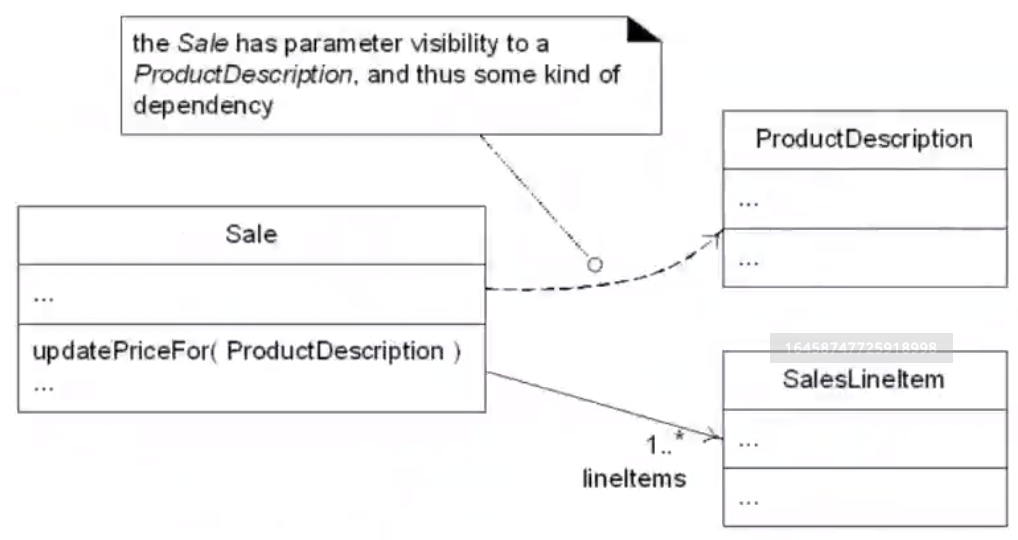 the Sale has parameter visibility to a
ProductDescription, and thus some kind of
dependency
ProductDescription
...
...
Sale
...
updatePriceFor( ProductDescription )
...
16458747725918998
SalesLineItem
...
...
1..*
lineItems